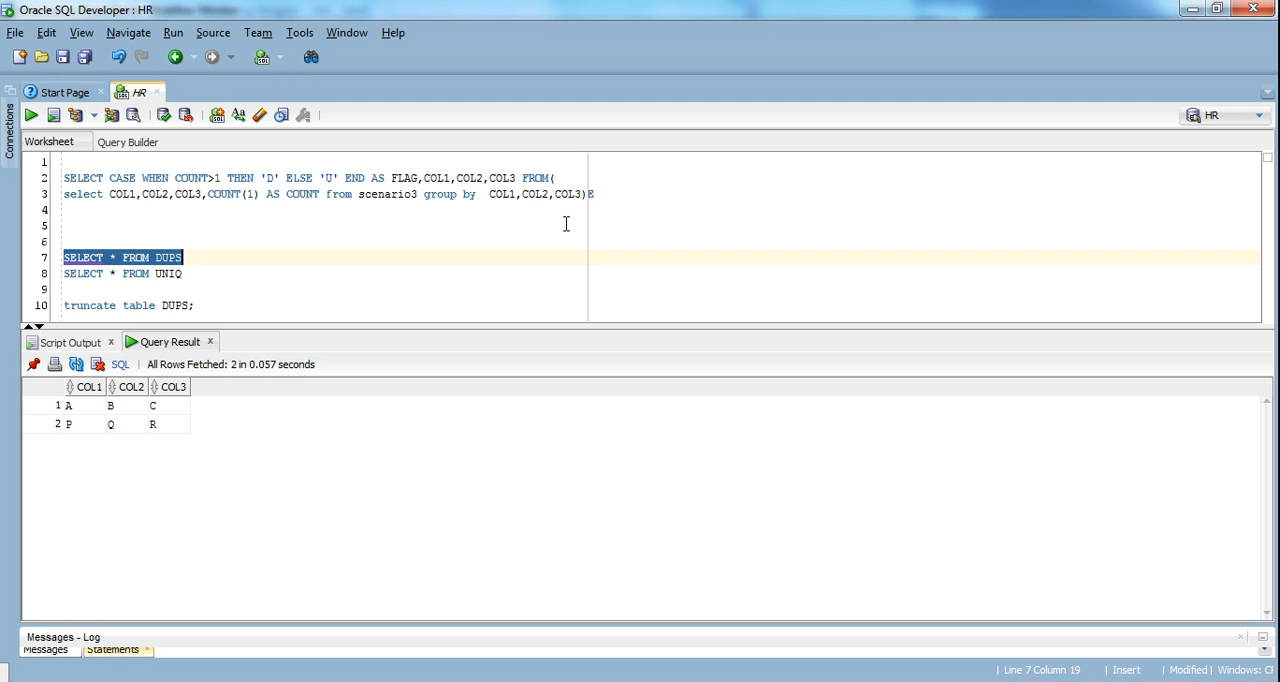 Oracle SQL Developer : HR
File Edit View Navigate Run Source Team Tools Window Help
Start Page HR
HR
Connections
Worksheet Query Builder
1
2 SELECT CASE WHEN COUNT>1 THEN 'D' ELSE 'U' END AS FLAG,COL1,COL2,COL3 FROM(
3 select COL1,COL2,COL3,COUNT(1) AS COUNT from scenario3 group by COL1,COL2,COL3)E
4
5
6
7 SELECT * FROM DUPS
8 SELECT * FROM UNIQ
9
10 truncate table DUPS;
Script Output x Query Result x
SQL | All Rows Fetched: 2 in 0.057 seconds
COL1 COL2 COL3
1 A B C
2 P Q R
Messages - Log
Messages Statements
| Line 7 Column 19 | Insert | Modified | Windows: CF